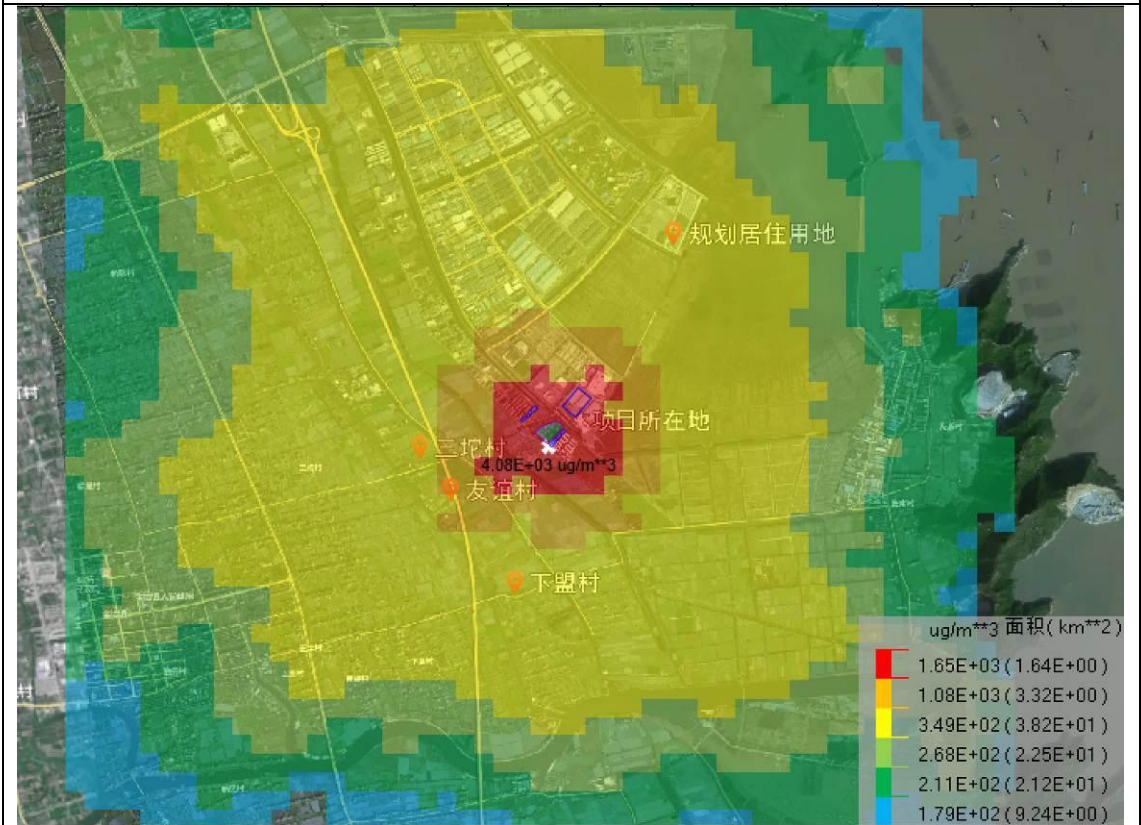 规划居住用地
项目所在地
三坨村
4.08E+03 ug/m**3
友谊村
下盟村
ug/m**3 面积( km**2)
1.65E+03 ( 1.64E+00 )
1.08E+03 ( 3.32E+00 )
3.49E+02 ( 3.82E+01 )
2.68E+02 ( 2.25E+01 )
2.11E+02 ( 2.12E+01 )
1.79E+02 ( 9.24E+00 )